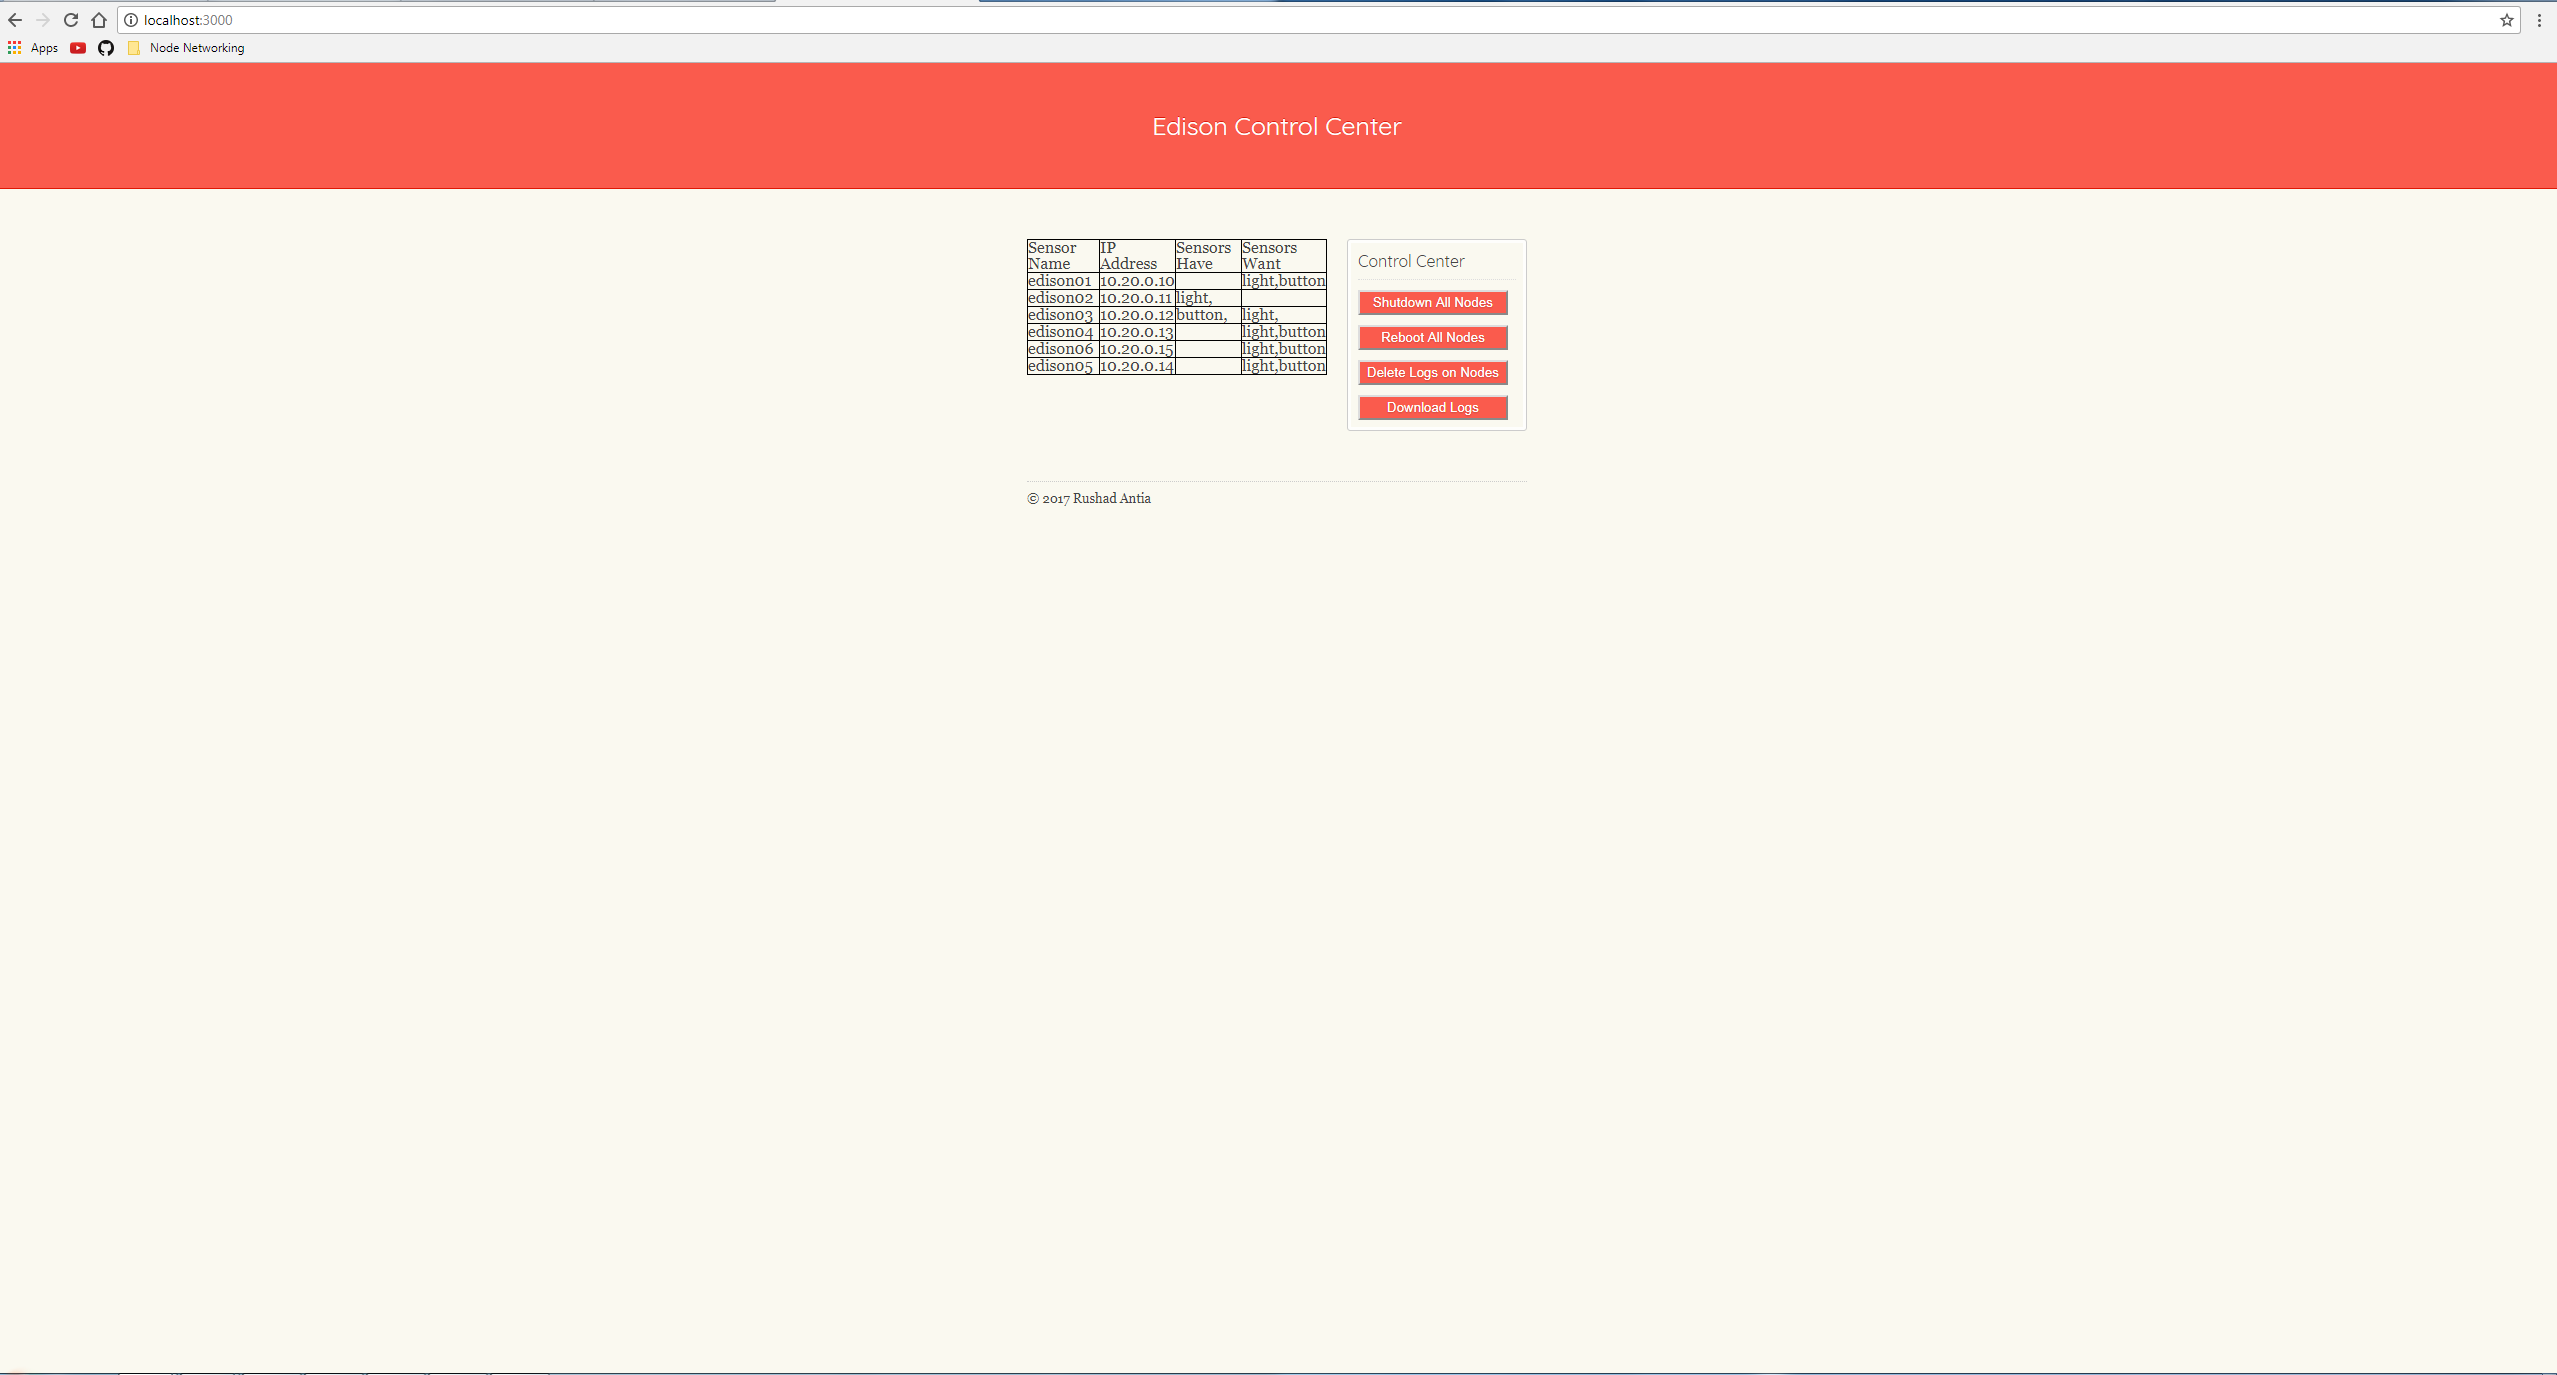 localhost:3000
Apps Node Networking
Edison Control Center
Sensor Name IP Address Sensors Have Sensors Want
edison01 10.20.0.10 light,button
edison02 10.20.0.11 light,
edison03 10.20.0.12 button, light,
edison04 10.20.0.13 light,button
edison06 10.20.0.15 light,button
edison05 10.20.0.14 light,button
Control Center
Shutdown All Nodes
Reboot All Nodes
Delete Logs on Nodes
Download Logs
© 2017 Rushad Antia